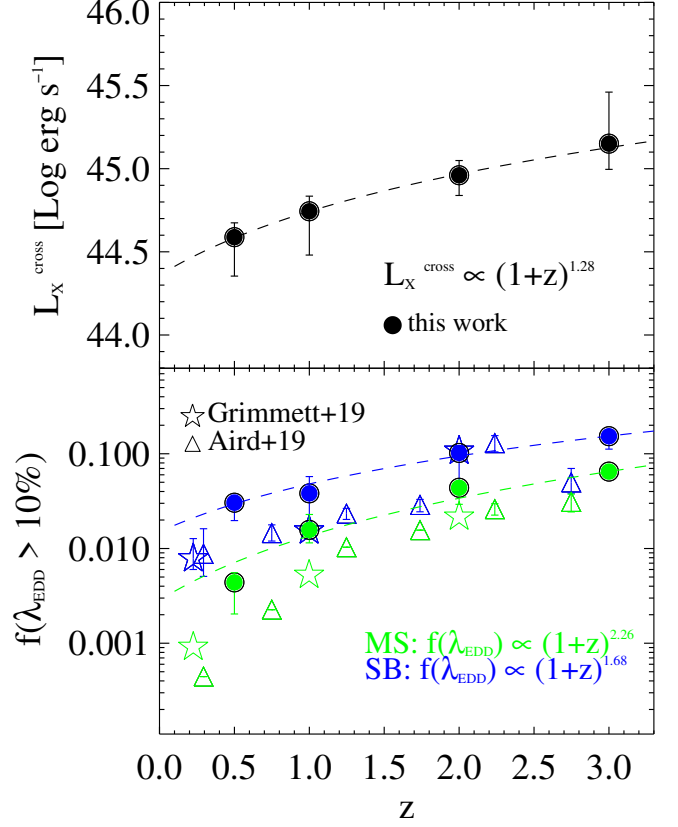 46.0
45.5
45.0
44.5
44.0
L_X^cross [Log erg s^-1]
L_X^cross ∝ (1+z)^1.28
this work
Grimmett+19
Aird+19
0.100
0.010
0.001
f(λ_EDD > 10%)
MS: f(λ_EDD) ∝ (1+z)^2.26
SB: f(λ_EDD) ∝ (1+z)^1.68
0.0 0.5 1.0 1.5 2.0 2.5 3.0
z